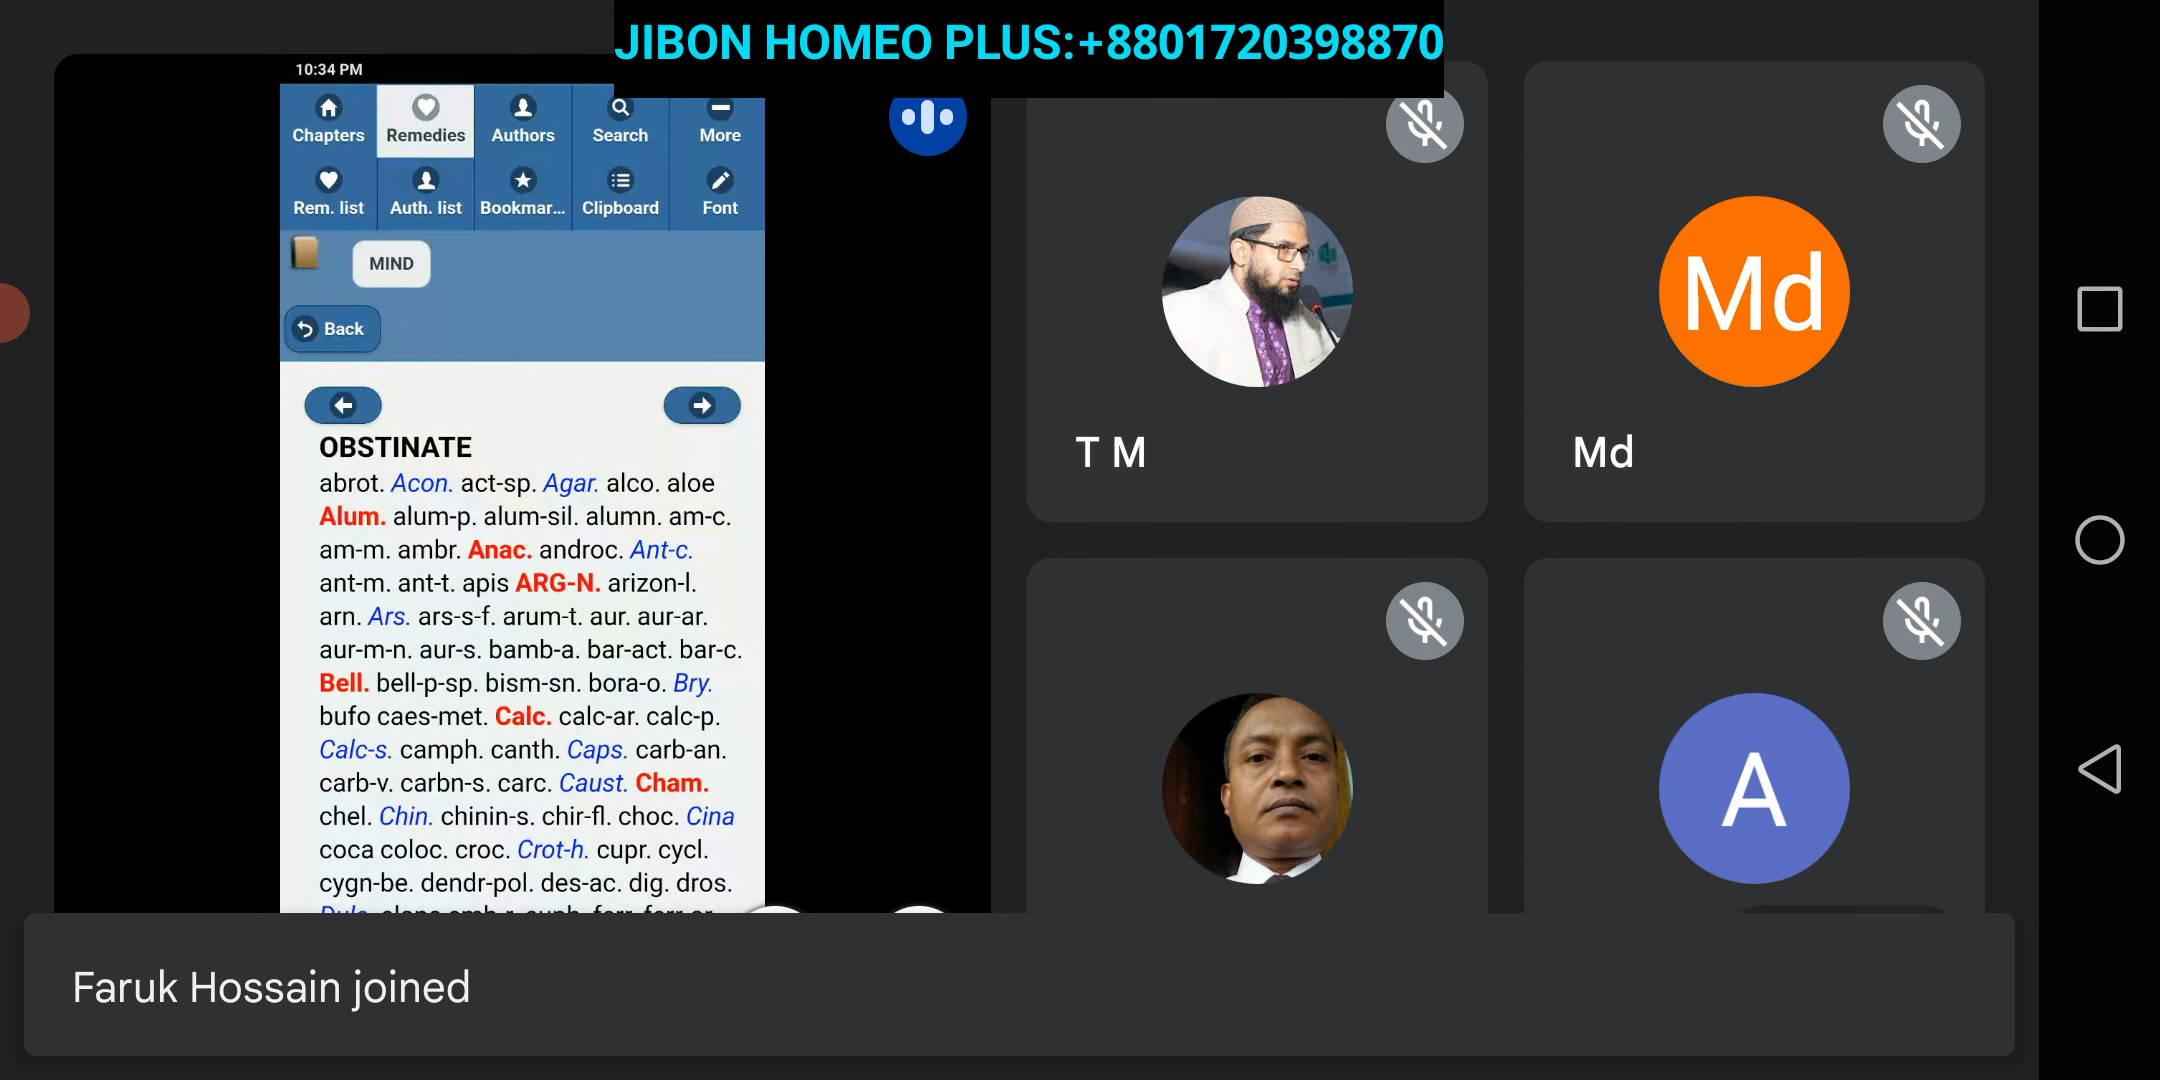 JIBON HOMEO PLUS:+8801720398870
10:34 PM
Chapters
Remedies
Authors
Search
More
Rem. list
Auth. list
Bookmar...
Clipboard
Font
MIND
Back
OBSTINATE
abrot. Acon. act-sp. Agar. alco. aloe
Alum. alum-p. alum-sil. alumn. am-c.
am-m. ambr. Anac. androc. Ant-c.
ant-m. ant-t. apis ARG-N. arizon-l.
arn. Ars. ars-s-f. arum-t. aur. aur-ar.
aur-m-n. aur-s. bamb-a. bar-act. bar-c.
Bell. bell-p-sp. bism-sn. bora-o. Bry.
bufo caes-met. Calc. calc-ar. calc-p.
Calc-s. camph. canth. Caps. carb-an.
carb-v. carbn-s. carc. Caust. Cham.
chel. Chin. chinin-s. chir-fl. choc. Cina
coca coloc. croc. Crot-h. cupr. cycl.
cygn-be. dendr-pol. des-ac. dig. dros.
T M
Md
Md
A
Faruk Hossain joined